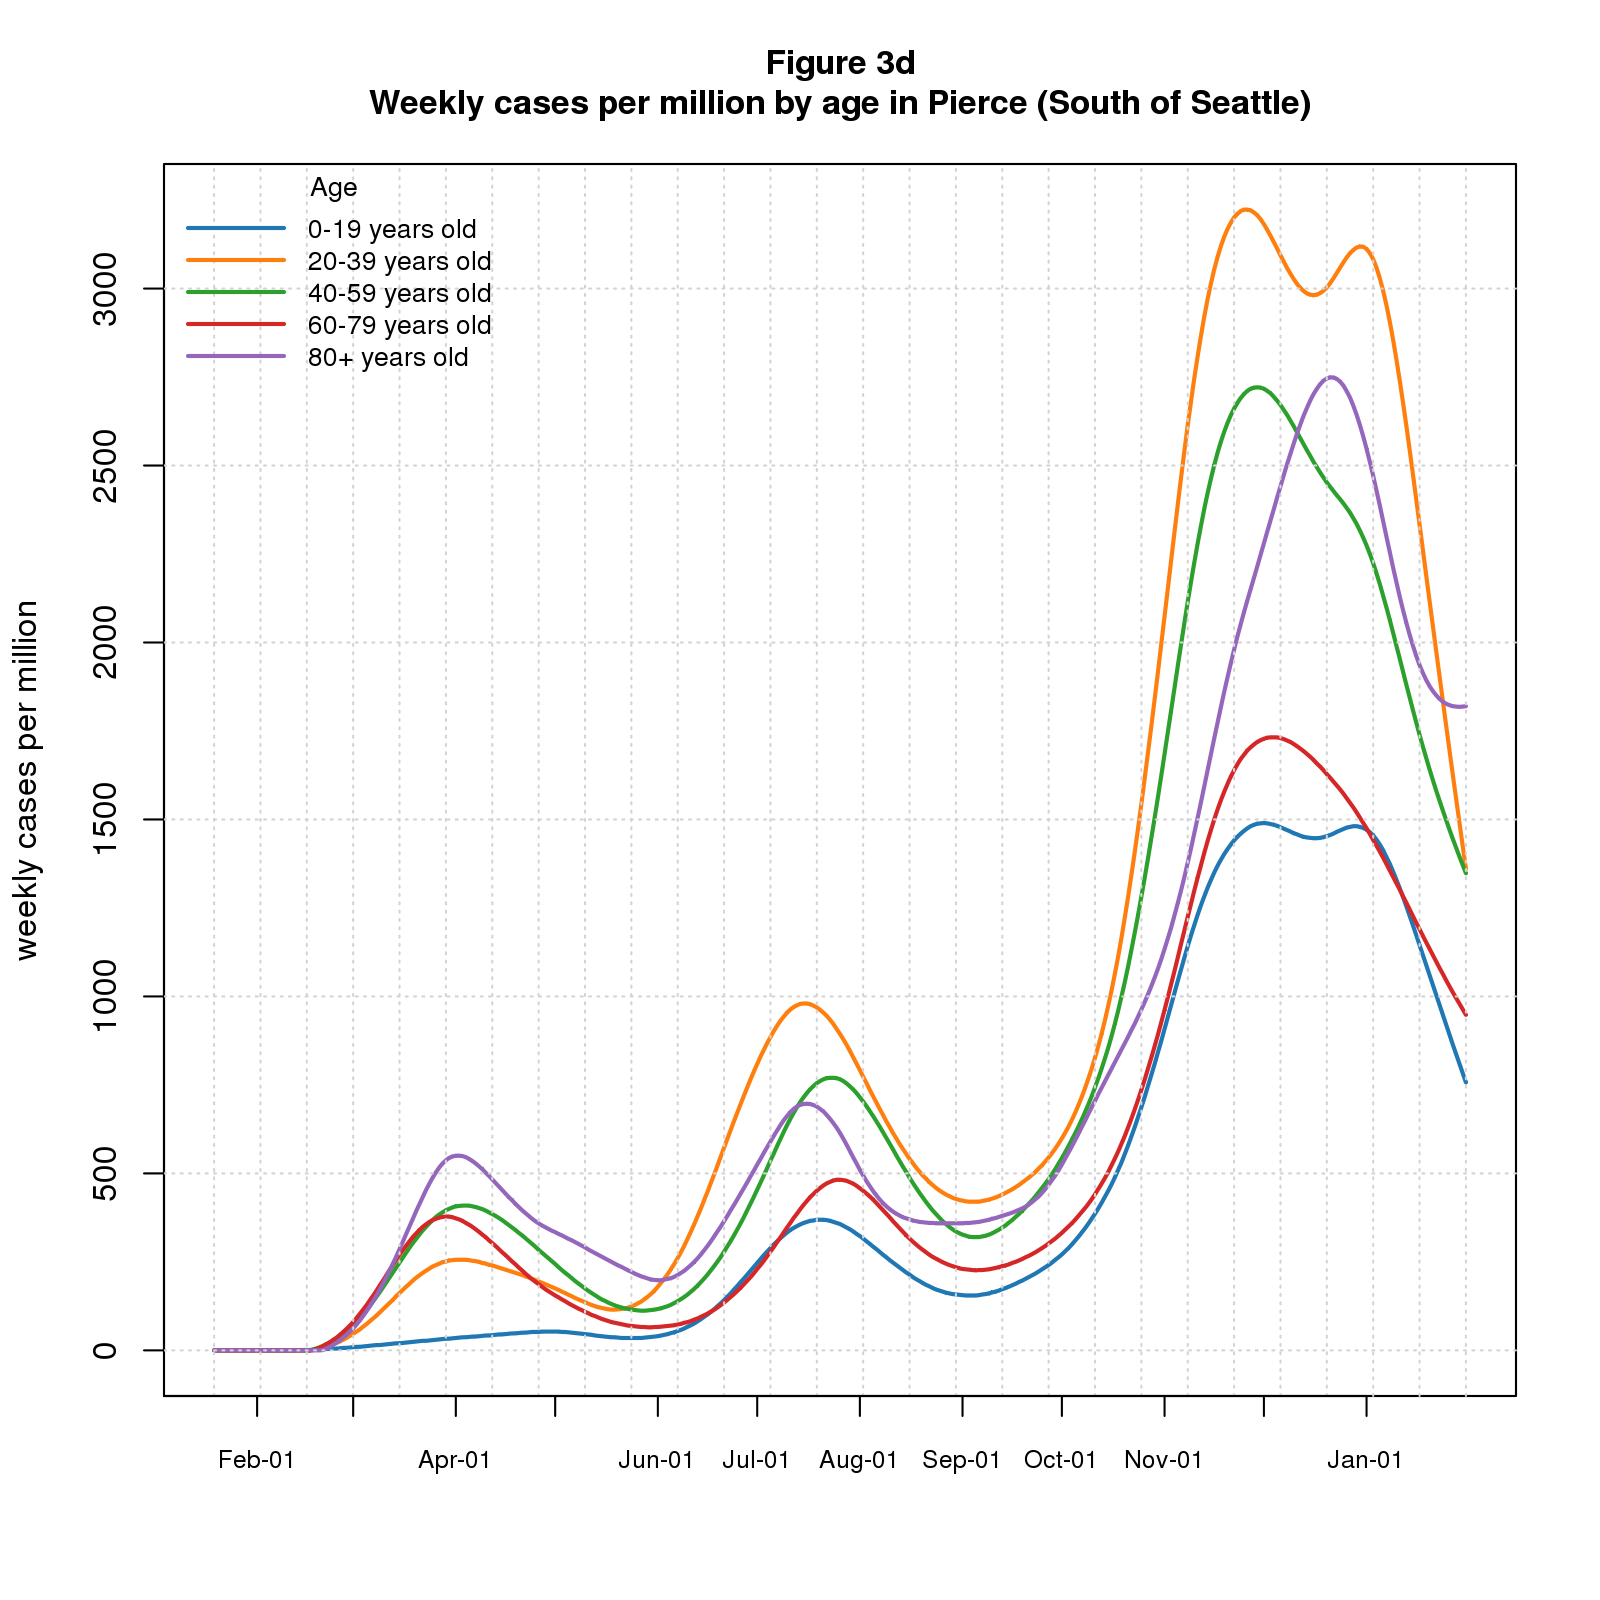 Figure 3d
Weekly cases per million by age in Pierce (South of Seattle)
Age
0-19 years old
20-39 years old
40-59 years old
60-79 years old
80+ years old
weekly cases per million
3000
2500
2000
1500
1000
500
0
Feb-01 Apr-01 Jun-01 Jul-01 Aug-01 Sep-01 Oct-01 Nov-01 Jan-01